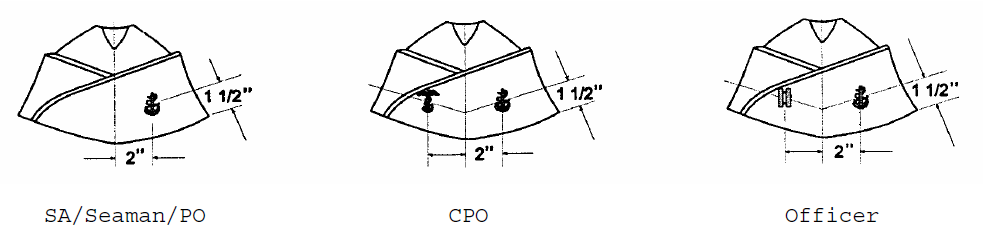 1 1/2”
2”
SA/Seaman/PO
1 1/2”
2”
CPO
1 1/2”
2”
Officer